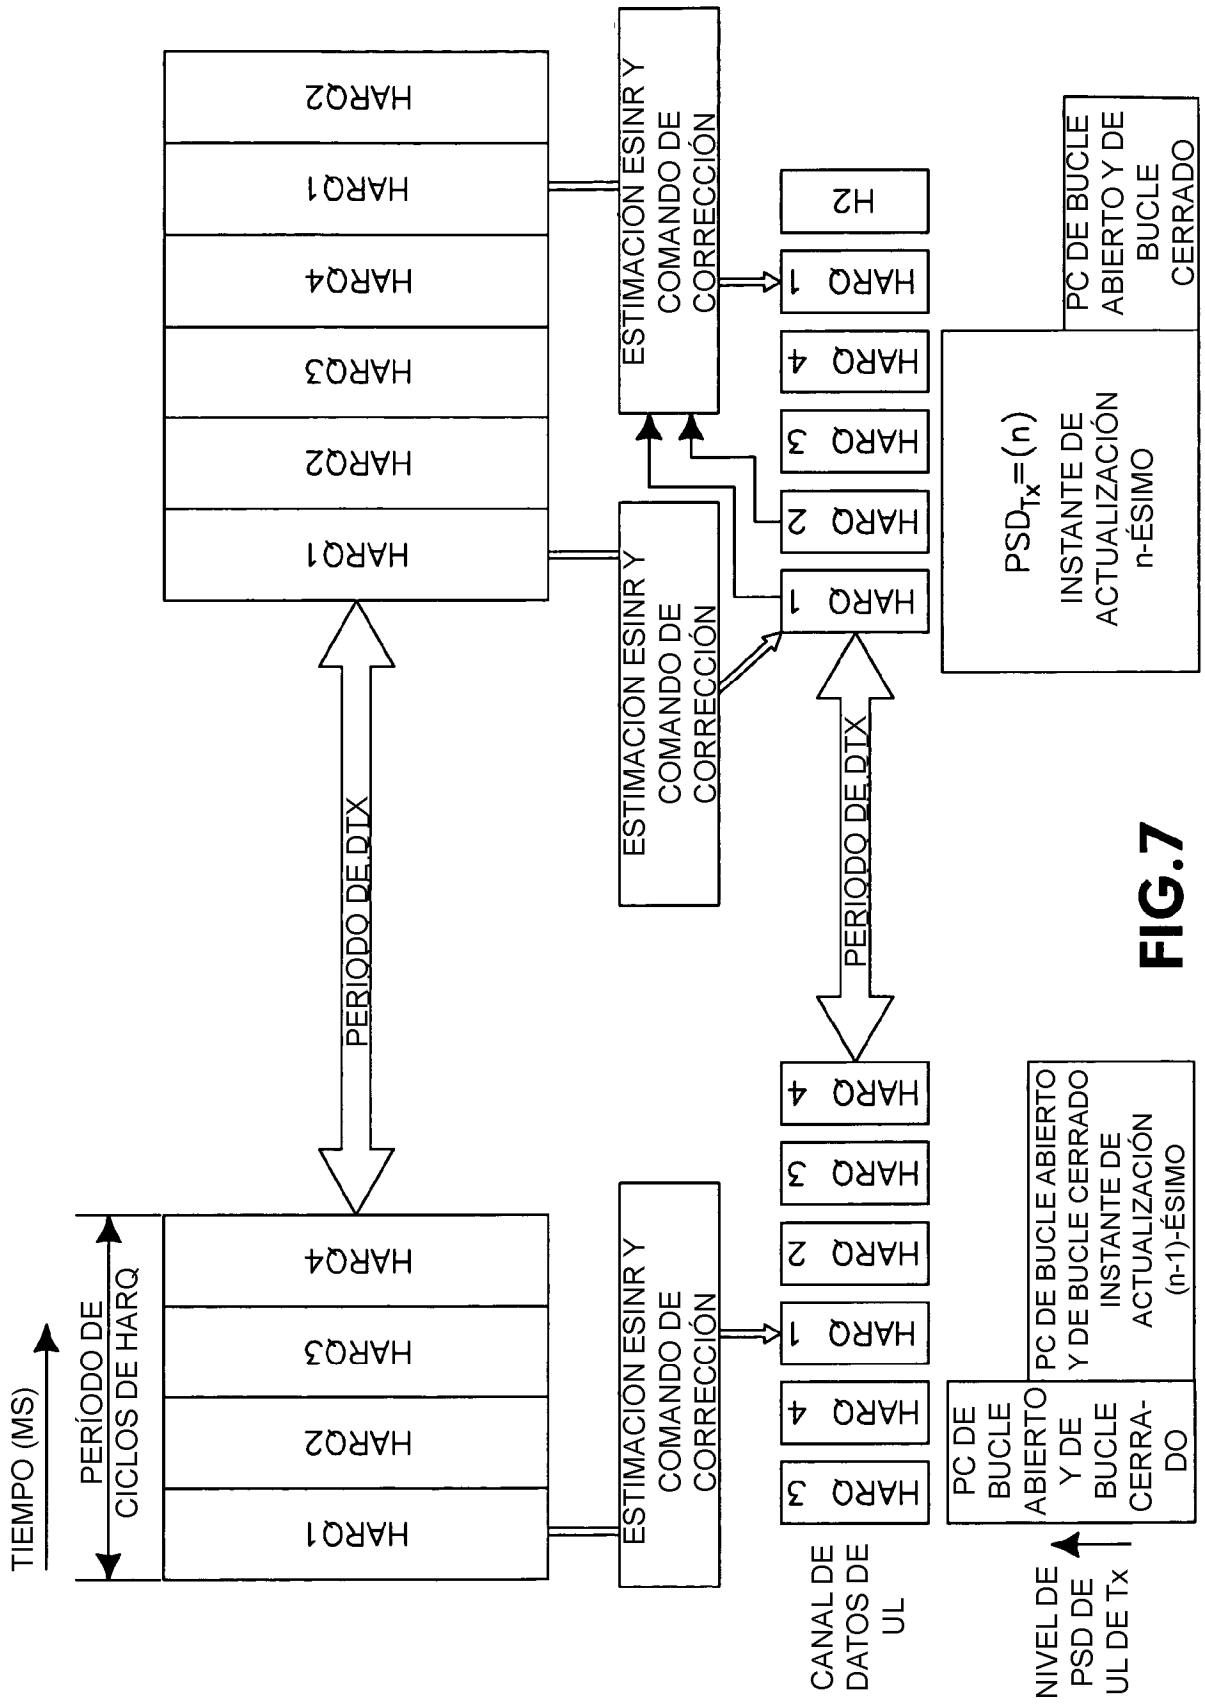 TIEMPO (MS)
PERÍODO DE
CICLOS DE HARQ
HARQ1
HARQ2
HARQ3
HARQ4
PERIODO DE DTX
HARQ1
HARQ2
HARQ3
HARQ4
HARQ1
HARQ2
ESTIMACION ESINR Y
COMANDO DE
CORRECCIÓN
ESTIMACION ESINR Y
COMANDO DE
CORRECCIÓN
ESTIMACION ESINR Y
COMANDO DE
CORRECCIÓN
CANAL DE
DATOS DE
UL
HARQ 3
HARQ 4
HARQ 1
HARQ 2
HARQ 3
HARQ 4
PERIODO DE DTX
HARQ 1
HARQ 2
HARQ 3
HARQ 4
HARQ 1
H2
NIVEL DE
PSD DE
UL DE Tx
PC DE
BUCLE
ABIERTO
Y DE
BUCLE
CERRA-
DO
PC DE BUCLE ABIERTO
Y DE BUCLE CERRADO
INSTANTE DE
ACTUALIZACIÓN
(n-1)-ÉSIMO
PSDTx=(n)
INSTANTE DE
ACTUALIZACIÓN
n-ÉSIMO
PC DE BUCLE
ABIERTO Y DE
BUCLE
CERRADO
FIG.7